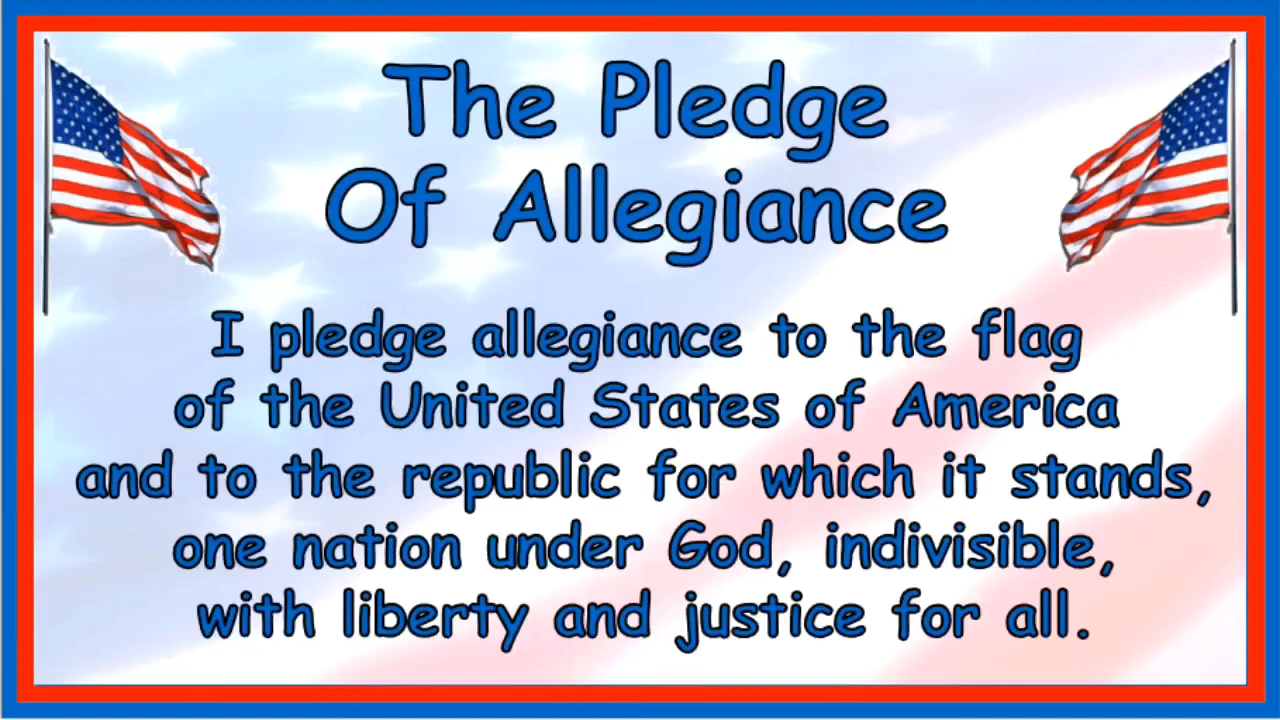 The Pledge
Of Allegiance
I pledge allegiance to the flag
of the United States of America
and to the republic for which it stands,
one nation under God, indivisible,
with liberty and justice for all.